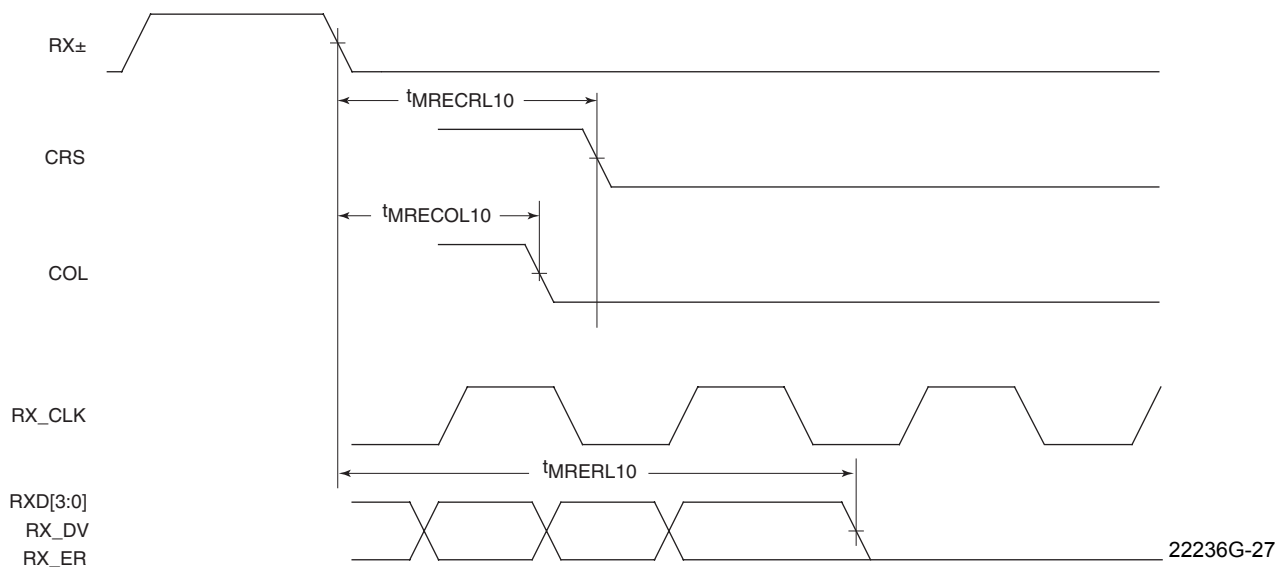 RX±
tMRECRL10
CRS
tMRECOL10
COL
RX_CLK
tMRERL10
RXD[3:0]
RX_DV
RX_ER
22236G-27